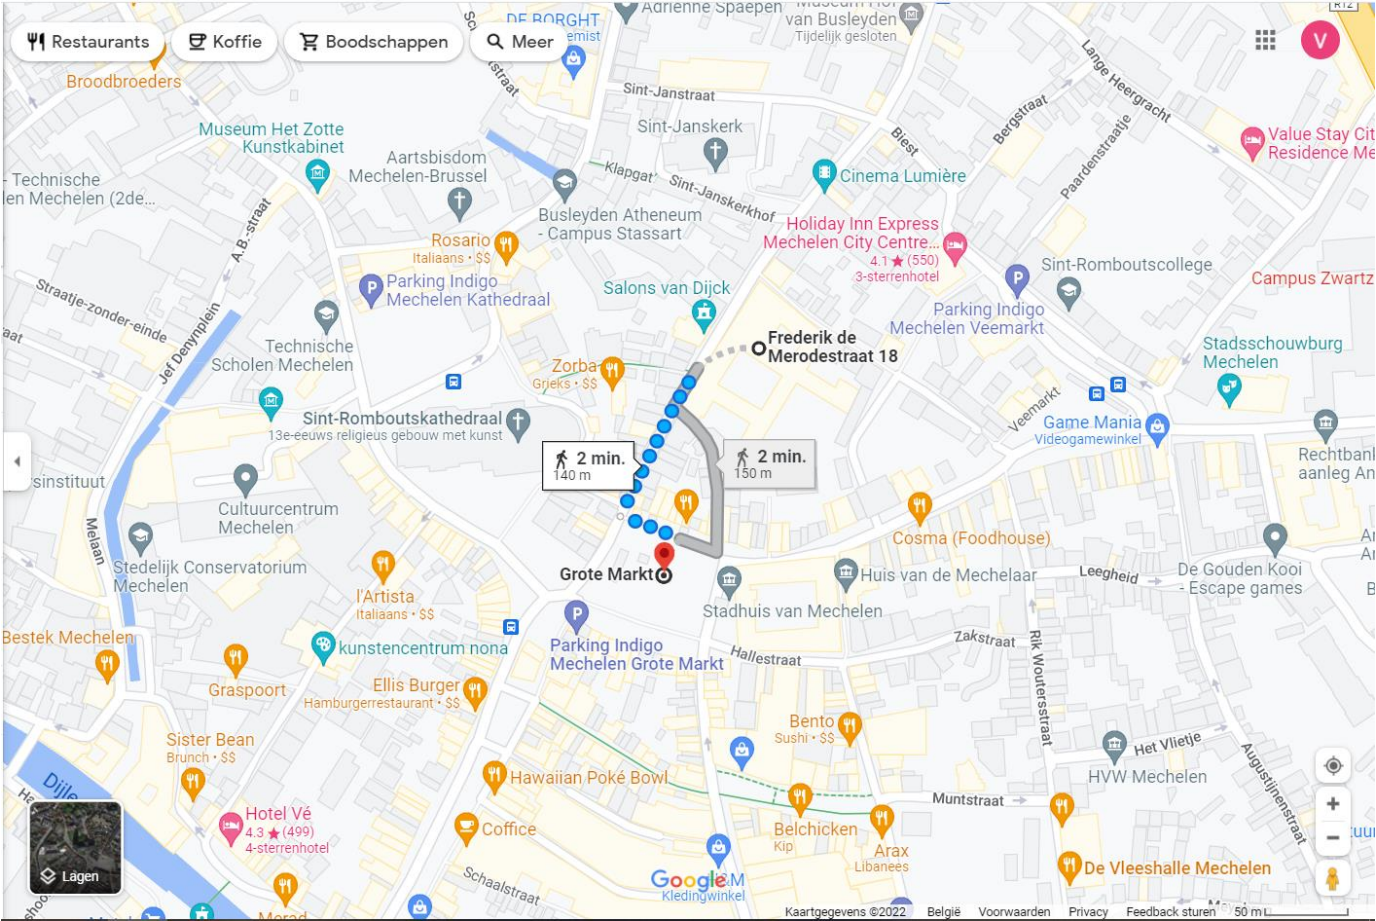 Restaurants
Koffie
Boodschappen
Meer
DE BORGHT
Adrienne Spaepen
van Busleyden
Tijdelijk gesloten
R12
V
Broodbroeders
Sint-Janstraat
Lange Heergracht
Museum Het Zotte
Kunstkabinet
Sint-Janskerk
Biest
Bergstraat
Value Stay
Residence
Aartsbisdom
Mechelen-Brussel
Klapgat
Sint-Janskerkhof
Cinema Lumière
Paardenstraatje
- Technische
Mechelen (2de...
A.B.-straat
Busleyden Atheneum
- Campus Stassart
Holiday Inn Express
Mechelen City Centre...
4.1 ★ (550)
3-sterrenhotel
Rosario
Italiaans • $$
Sint-Romboutscollege
Campus
Parking Indigo
Mechelen Kathedraal
Salons van Dijck
Parking Indigo
Mechelen Veemarkt
Straatje-zonder-einde
Jef Denynplein
Technische
Scholen Mechelen
Frederik de
Merodestraat 18
Stadsschouwburg
Mechelen
Zorba
Grieks • $$
Sint-Romboutskathedraal
13e-eeuws religieus gebouw met kunst
Veemarkt
Game Mania
Videogamewinkel
2 min.
140 m
2 min.
150 m
Cultuurcentrum
Mechelen
Melaan
Cosma (Foodhouse)
Stedelijk Conservatorium
Mechelen
Grote Markt
Huis van de Mechelaar
Leegheid
De Gouden Kooi
- Escape games
l'Artista
Italiaans • $$
Stadhuis van Mechelen
Bestek Mechelen
kunstencentrum nona
Parking Indigo
Mechelen Grote Markt
Hallestraat
Zakstraat
Rik Woutersstraat
Graspoort
Ellis Burger
Hamburgerrestaurant • $$
Sister Bean
Brunch • $$
Bento
Sushi • $$
Het Vlietje
HVW Mechelen
Augustijnenstraat
Dijle
Hawaiian Poké Bowl
Muntstraat
Hotel Vé
4.3 ★ (499)
4-sterrenhotel
Coffice
Belchicken
Kip
Arax
Libanees
De Vleeshalle Mechelen
Lagen
Schaalstraat
Google
Kledingwinkel
Kaartgegevens ©2022 België Voorwaarden Privacy Feedback sturen 50 m